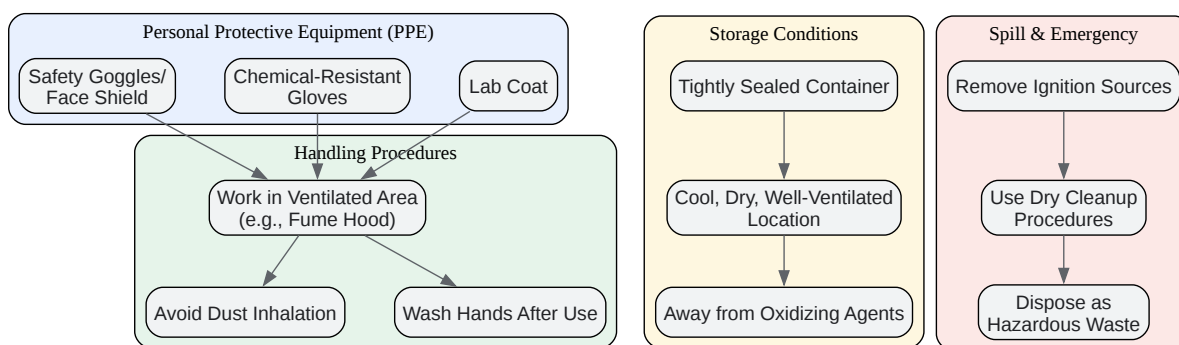 Personal Protective Equipment (PPE)
Safety Goggles/
Face Shield
Chemical-Resistant
Gloves
Lab Coat
Handling Procedures
Work in Ventilated Area
(e.g., Fume Hood)
Avoid Dust Inhalation
Wash Hands After Use
Storage Conditions
Tightly Sealed Container
Cool, Dry, Well-Ventilated
Location
Away from Oxidizing Agents
Spill & Emergency
Remove Ignition Sources
Use Dry Cleanup
Procedures
Dispose as
Hazardous Waste